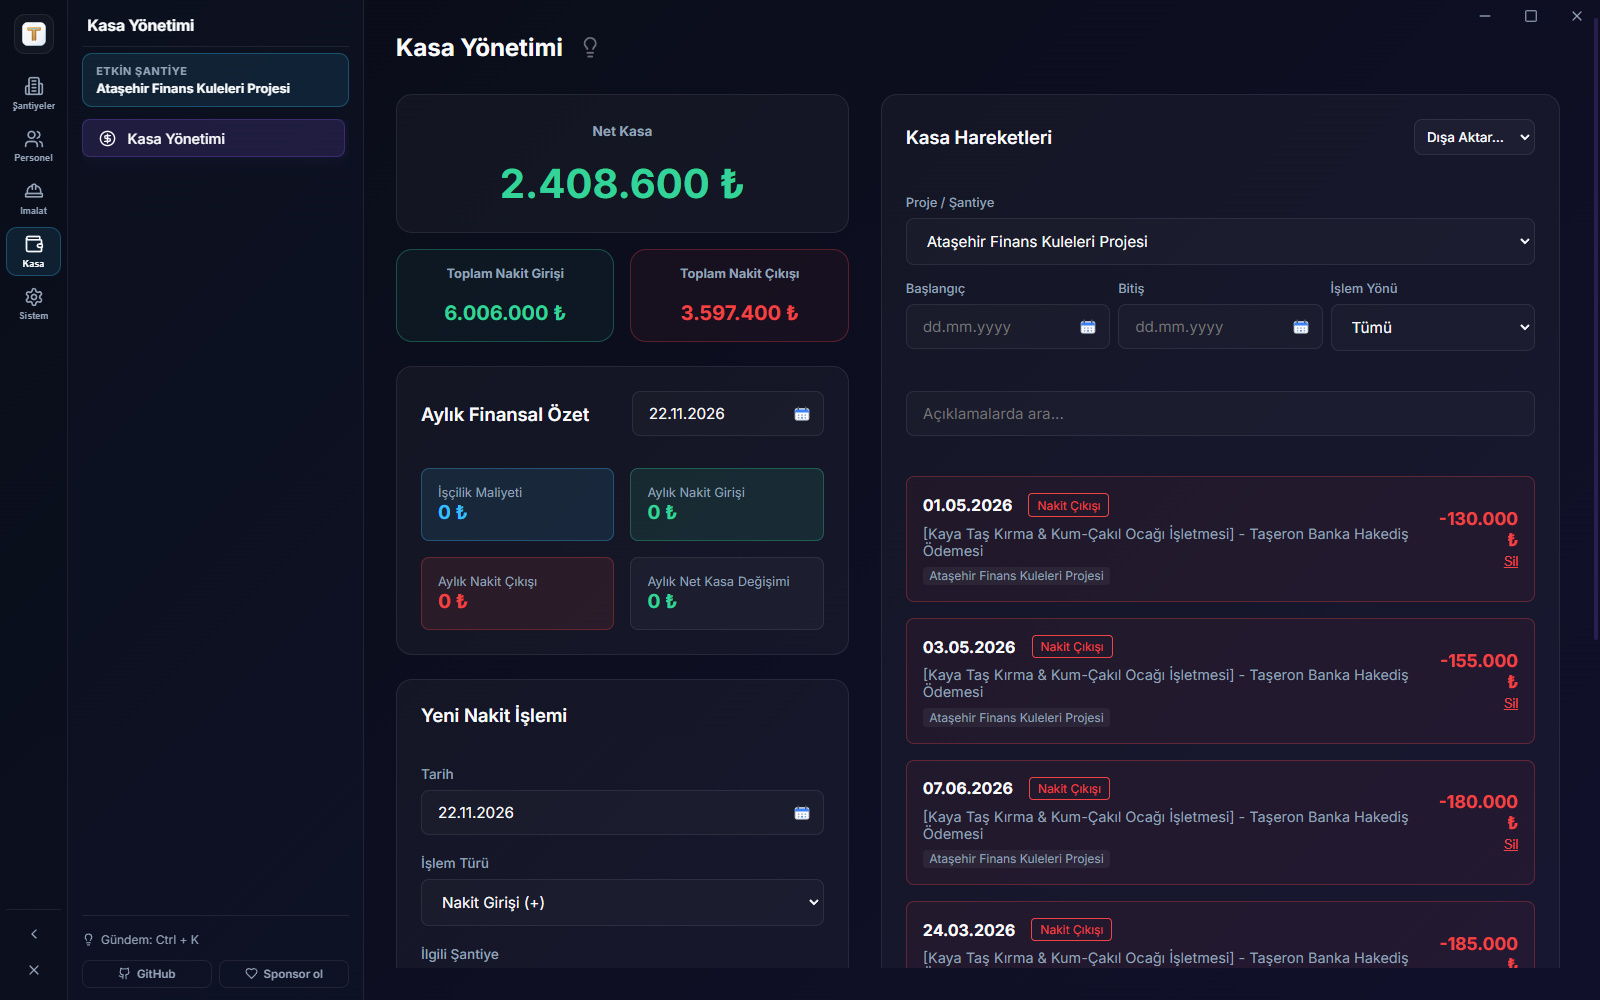 T
Şantiyeler
Personel
Imalat
Kasa
Sistem
Kasa Yönetimi
ETKİN ŞANTİYE
Ataşehir Finans Kuleleri Projesi
Kasa Yönetimi
Gündem: Ctrl + K
GitHub
Sponsor ol
Kasa Yönetimi
Net Kasa
2.408.600 ₺
Toplam Nakit Girişi
6.006.000 ₺
Toplam Nakit Çıkışı
3.597.400 ₺
Aylık Finansal Özet
22.11.2026
İşçilik Maliyeti
0 ₺
Aylık Nakit Girişi
0 ₺
Aylık Nakit Çıkışı
0 ₺
Aylık Net Kasa Değişimi
0 ₺
Yeni Nakit İşlemi
Tarih
22.11.2026
İşlem Türü
Nakit Girişi (+)
İlgili Şantiye
Kasa Hareketleri
Dışa Aktar...
Proje / Şantiye
Ataşehir Finans Kuleleri Projesi
Başlangıç
dd.mm.yyyy
Bitiş
dd.mm.yyyy
İşlem Yönü
Tümü
Açıklamalarda ara...
01.05.2026 Nakit Çıkışı
[Kaya Taş Kırma & Kum-Çakıl Ocağı İşletmesi] - Taşeron Banka Hakediş
Ödemesi
Ataşehir Finans Kuleleri Projesi
-130.000
₺
Sil
03.05.2026 Nakit Çıkışı
[Kaya Taş Kırma & Kum-Çakıl Ocağı İşletmesi] - Taşeron Banka Hakediş
Ödemesi
Ataşehir Finans Kuleleri Projesi
-155.000
₺
Sil
07.06.2026 Nakit Çıkışı
[Kaya Taş Kırma & Kum-Çakıl Ocağı İşletmesi] - Taşeron Banka Hakediş
Ödemesi
Ataşehir Finans Kuleleri Projesi
-180.000
₺
Sil
24.03.2026 Nakit Çıkışı
[Kaya Taş Kırma & Kum-Çakıl Ocağı İşletmesi] - Taşeron Banka Hakediş
-185.000
₺